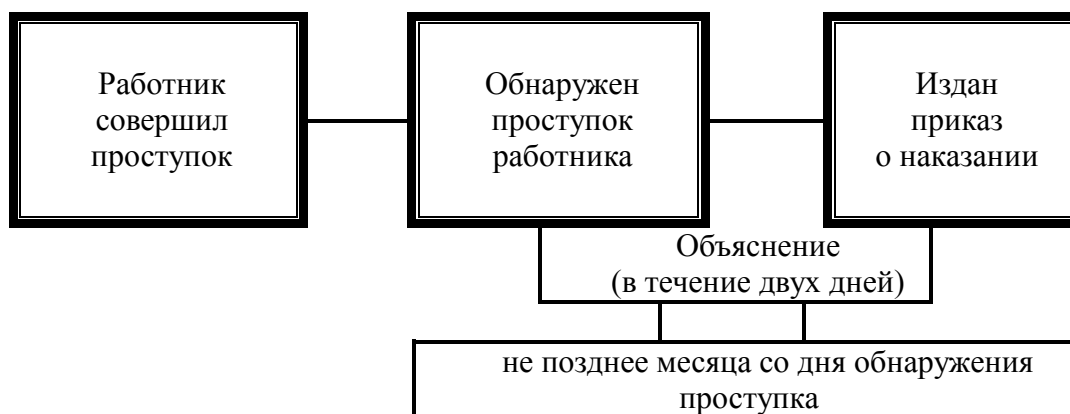 Работник
совершил
проступок
Обнаружен
проступок
работника
Издан
приказ
о наказании
Объяснение
(в течение двух дней)
не позднее месяца со дня обнаружения
проступка